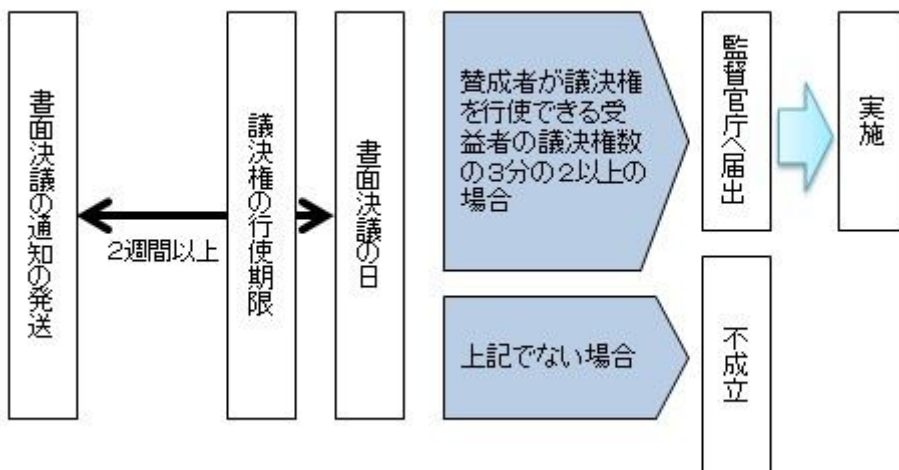 書面決議の通知の発送
2週間以上
議決権の行使期限
書面決議の日
賛成者が議決権
を行使できる受
益者の議決権数
の3分の2以上の
場合
監督官庁へ届出
実施
上記でない場合
不成立